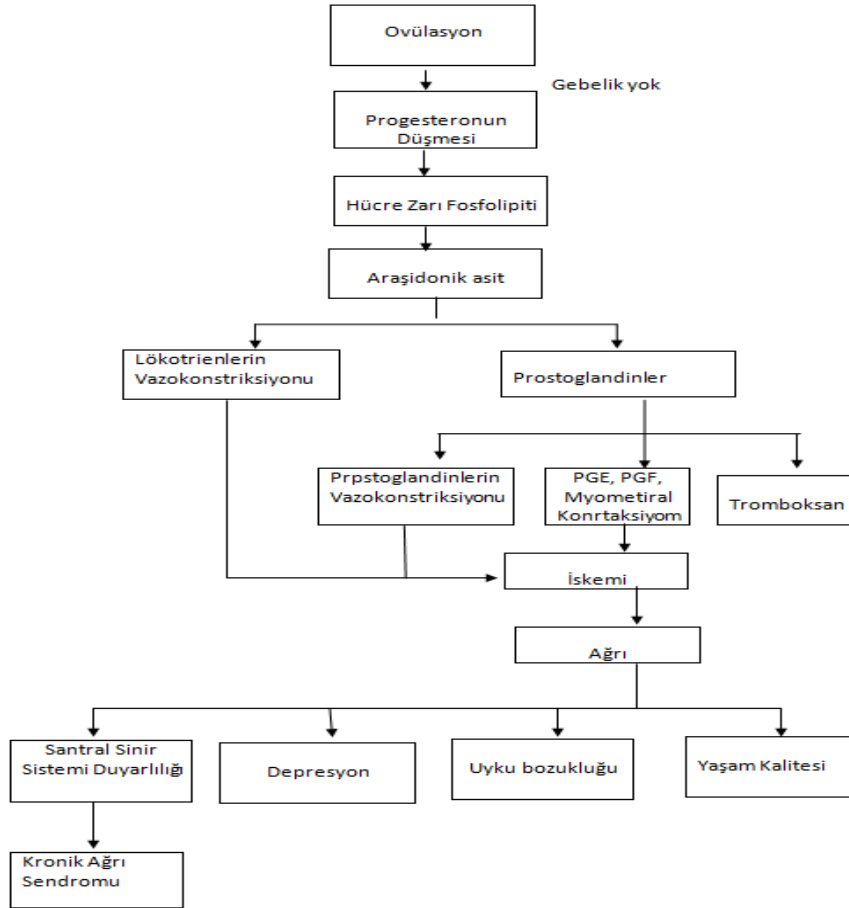 Ovülasyon
Gebelik yok
Progesteronun
Düşmesi
Hücre Zarı Fosfolipiti
Araşidonik asit
Lökotrienlerin
Vazokonstriksiyonu
Prostoglandinler
Prpstoglandinlerin
Vazokonstriksiyonu
PGE, PGF,
Myometiral
Konrtaksiyom
Tromboksan
İskemi
Ağrı
Santral Sinir
Sistemi Duyarlılığı
Depresyon
Uyku bozukluğu
Yaşam Kalitesi
Kronik Ağrı
Sendromu